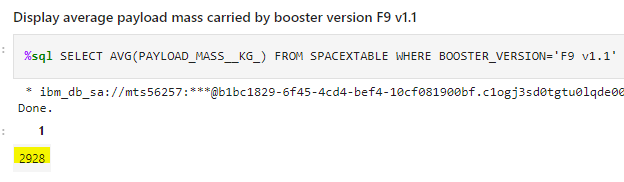 Display average payload mass carried by booster version F9 v1.1
: %sql SELECT AVG(PAYLOAD_MASS__KG_) FROM SPACEXTABLE WHERE BOOSTER_VERSION='F9 v1.1'
* ibm_db_sa://mts56257:***@b1bc1829-6f45-4cd4-bef4-10cf081900bf.c1ogj3sd0tgtu0lqde00
Done.
: 1
2928